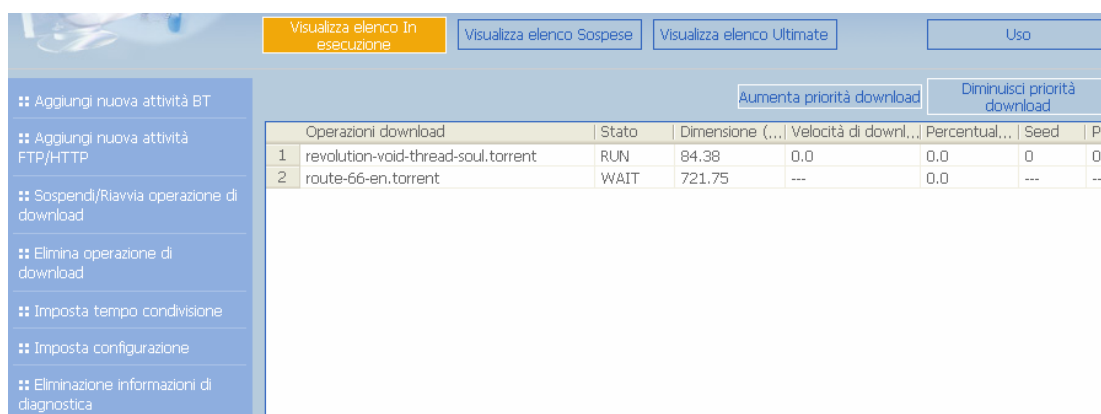 Visualizza elenco In
esecuzione
Visualizza elenco Sospese
Visualizza elenco Ultimate
Uso
Aggiungi nuova attività BT
Aggiungi nuova attività
FTP/HTTP
Sospendi/Riavvia operazione di
download
Elimina operazione di
download
Imposta tempo condivisione
Imposta configurazione
Eliminazione informazioni di
diagnostica
Aumenta priorità download
Diminuisci priorità
download
Operazioni download Stato Dimensione (... Velocità di downl... Percentual... Seed P
1 revolution-void-thread-soul.torrent RUN 84.38 0.0 0.0 0 0
2 route-66-en.torrent WAIT 721.75 --- 0.0 --- --